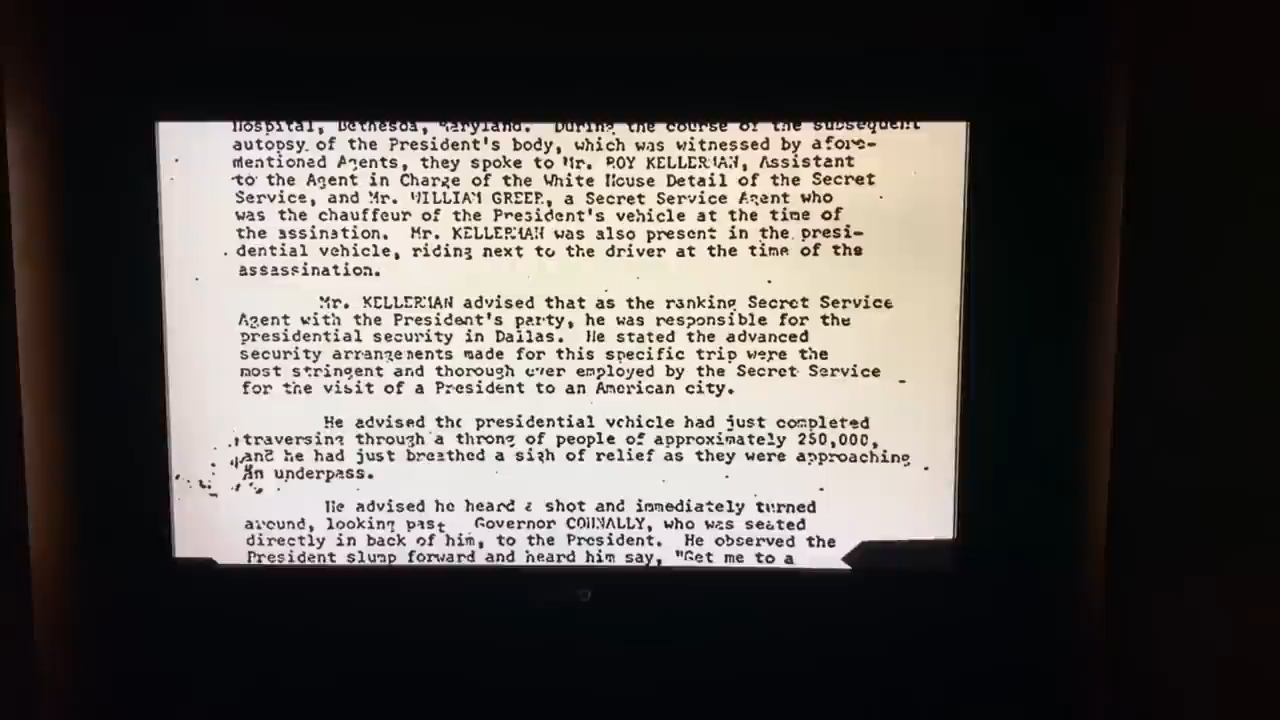 Hospital, Bethesda, Maryland. During the course of the subsequent
autopsy of the President's body, which was witnessed by afore-
mentioned Agents, they spoke to Mr. ROY KELLERMAN, Assistant
to the Agent in Charge of the White House Detail of the Secret
Service, and Mr. WILLIAM GREER, a Secret Service Agent who
was the chauffeur of the President's vehicle at the time of
the assination. Mr. KELLERMAN was also present in the presi-
dential vehicle, riding next to the driver at the time of the
assassination.
Mr. KELLERMAN advised that as the ranking Secret Service
Agent with the President's party, he was responsible for the
presidential security in Dallas. He stated the advanced
security arrangements made for this specific trip were the
most stringent and thorough ever employed by the Secret Service
for the visit of a President to an American city.
He advised the presidential vehicle had just completed
traversing through a throng of people of approximately 250,000,
and he had just breathed a sigh of relief as they were approaching
an underpass.
He advised he heard a shot and immediately turned
around, looking past Governor CONNALLY, who was seated
directly in back of him, to the President. He observed the
President slump forward and heard him say, "Get me to a